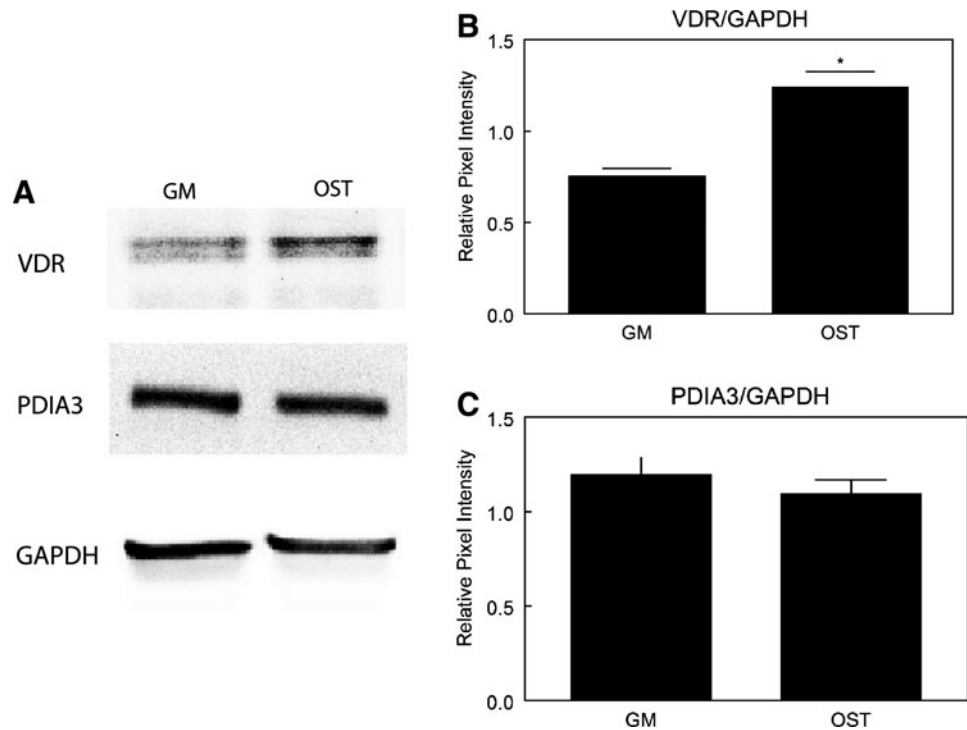 A
GM OST
VDR
PDIA3
GAPDH
B
VDR/GAPDH
Relative Pixel Intensity
1.5
*
1.0
0.5
0.0
GM OST
C
PDIA3/GAPDH
Relative Pixel Intensity
1.5
1.0
0.5
0.0
GM OST